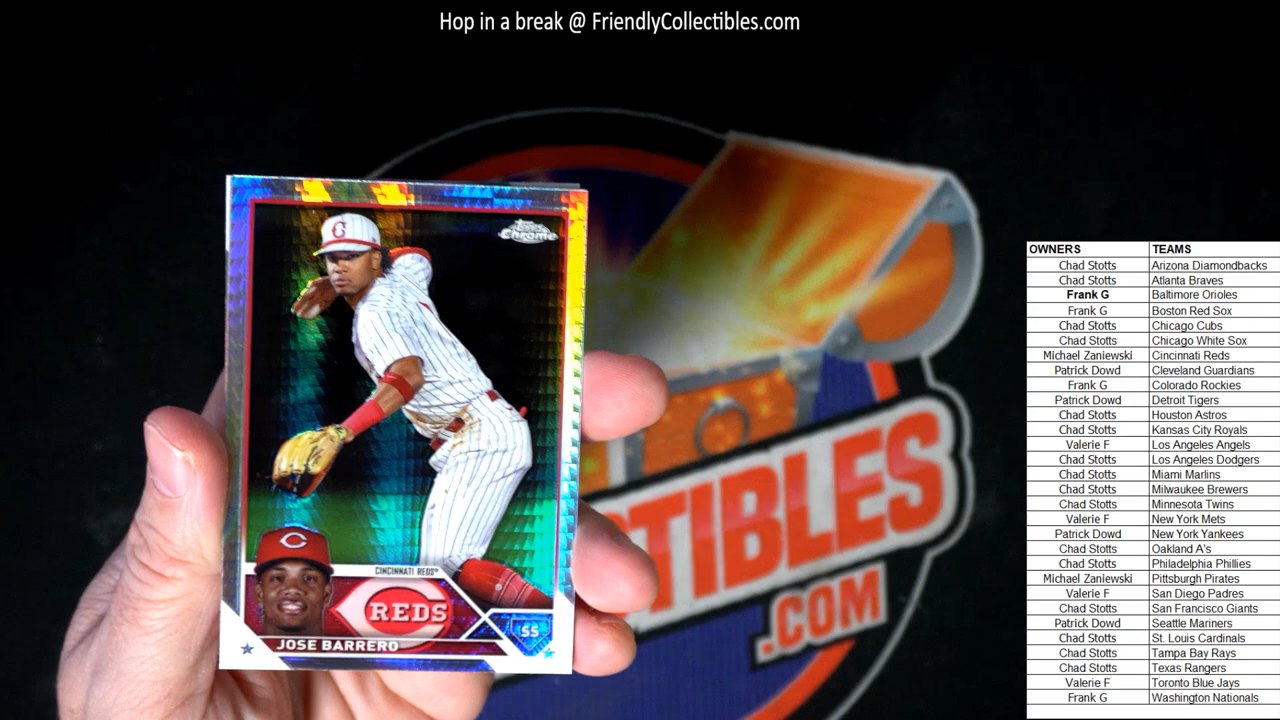 Hop in a break @ FriendlyCollectibles.com
Topps
Chrome
C
C
CINCINNATI REDS®
REDS
SS
JOSE BARRERO
CTIBLES
.COM
OWNERS TEAMS
Chad Stotts Arizona Diamondbacks
Chad Stotts Atlanta Braves
Frank G Baltimore Orioles
Frank G Boston Red Sox
Chad Stotts Chicago Cubs
Chad Stotts Chicago White Sox
Michael Zaniewski Cincinnati Reds
Patrick Dowd Cleveland Guardians
Frank G Colorado Rockies
Patrick Dowd Detroit Tigers
Chad Stotts Houston Astros
Chad Stotts Kansas City Royals
Valerie F Los Angeles Angels
Chad Stotts Los Angeles Dodgers
Chad Stotts Miami Marlins
Chad Stotts Milwaukee Brewers
Chad Stotts Minnesota Twins
Valerie F New York Mets
Patrick Dowd New York Yankees
Chad Stotts Oakland A's
Chad Stotts Philadelphia Phillies
Michael Zaniewski Pittsburgh Pirates
Valerie F San Diego Padres
Chad Stotts San Francisco Giants
Patrick Dowd Seattle Mariners
Chad Stotts St. Louis Cardinals
Chad Stotts Tampa Bay Rays
Chad Stotts Texas Rangers
Valerie F Toronto Blue Jays
Frank G Washington Nationals